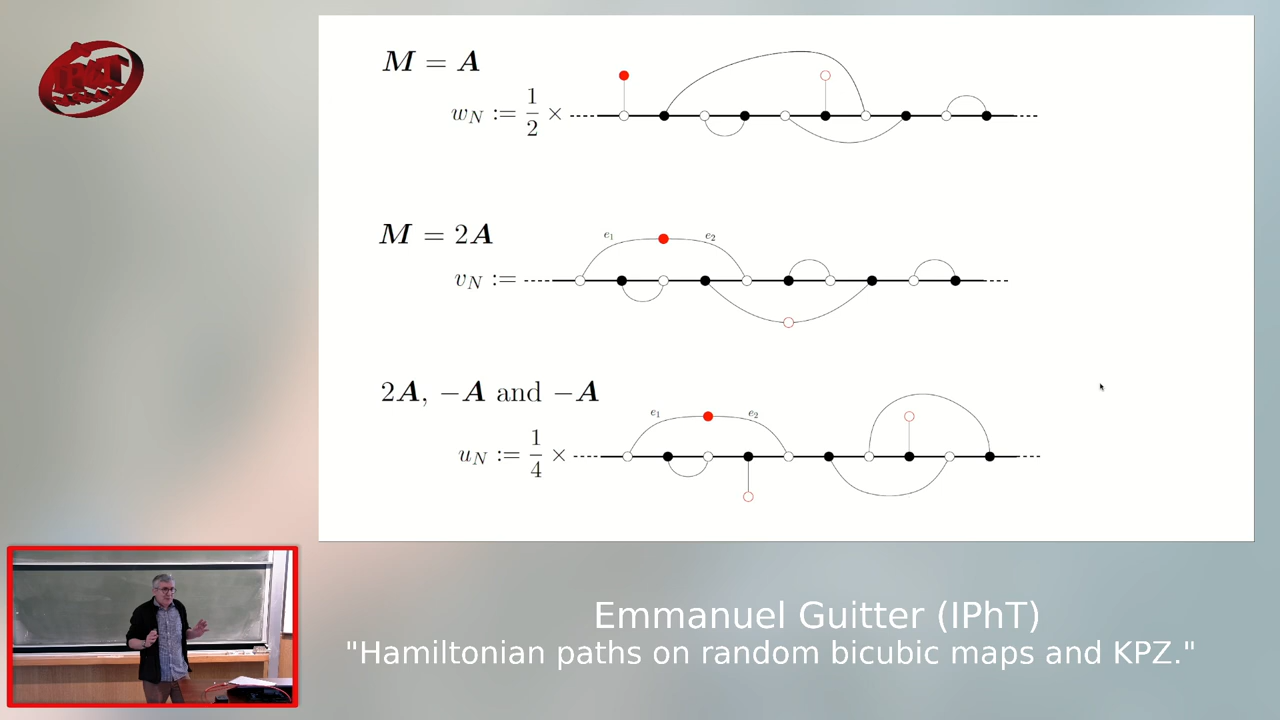 IPhT
M = A
w_N := 1/2 ×
M = 2A
e_1 e_2
v_N :=
2A, −A and −A
e_1 e_2
u_N := 1/4 ×
Emmanuel Guitter (IPhT)
"Hamiltonian paths on random bicubic maps and KPZ."